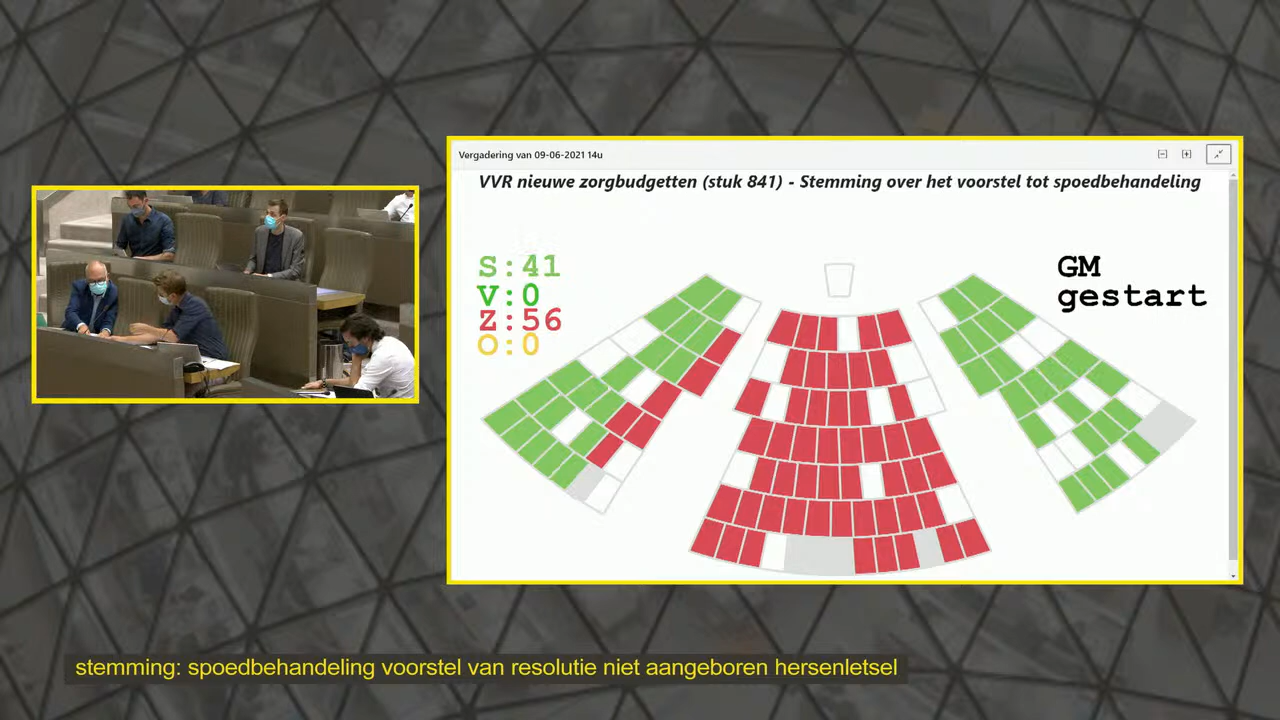 Vergadering van 09-06-2021 14u
VVR nieuwe zorgbudgetten (stuk 841) - Stemming over het voorstel tot spoedbehandeling
S:41
V:0
Z:56
O:0
GM
gestart
stemming: spoedbehandeling voorstel van resolutie niet aangeboren hersenletsel